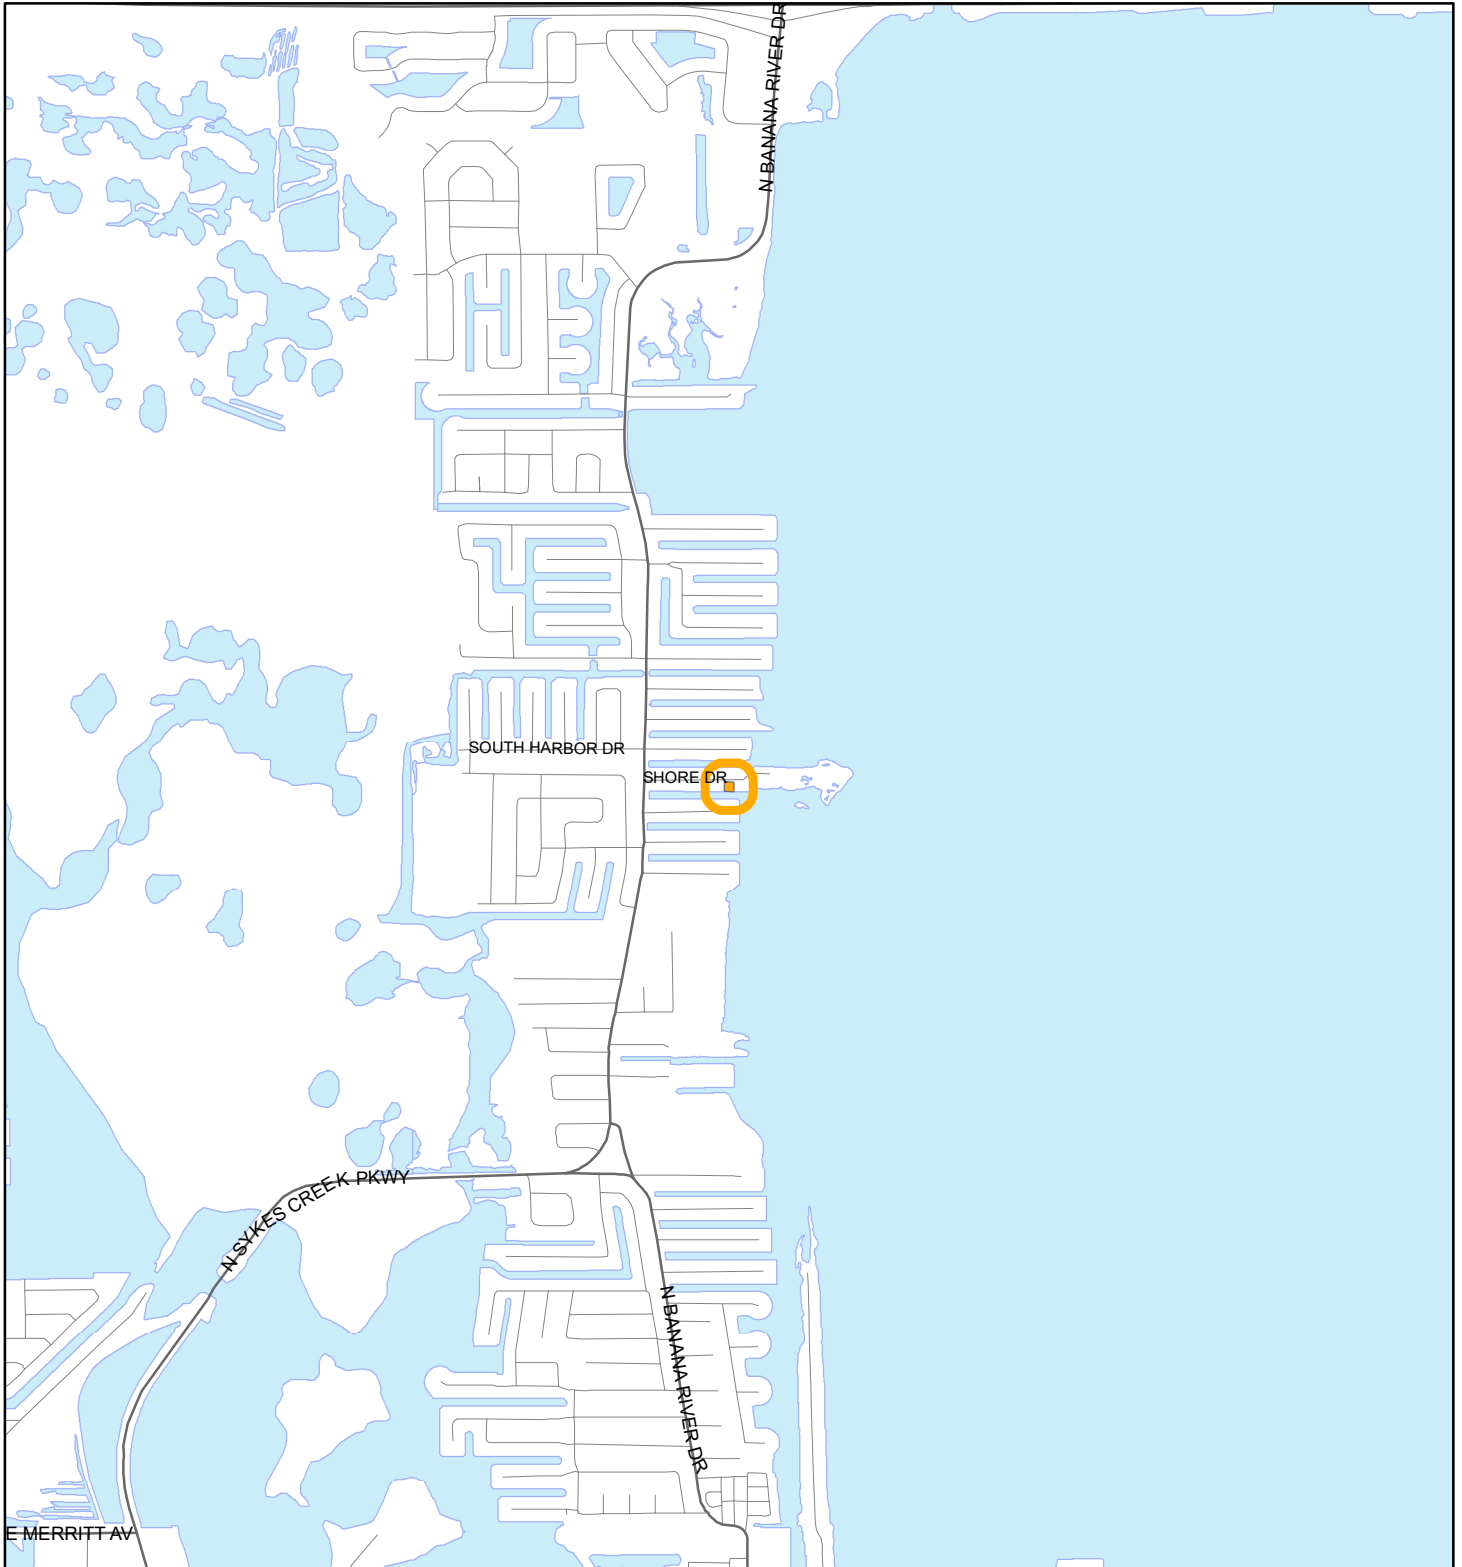 N BANANA RIVER DR
SOUTH HARBOR DR
SHORE DR
N SYKES CREEK PKWY
N BANANA RIVER DR
E MERRITT AV